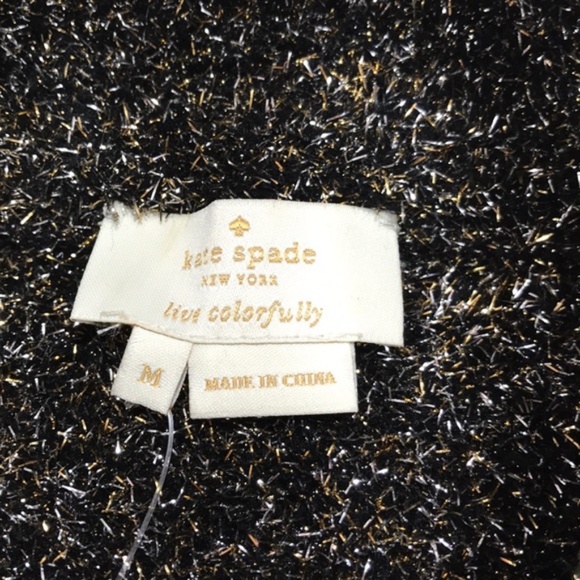 kate spade
NEW YORK
live colorfully
M
MADE IN CHINA